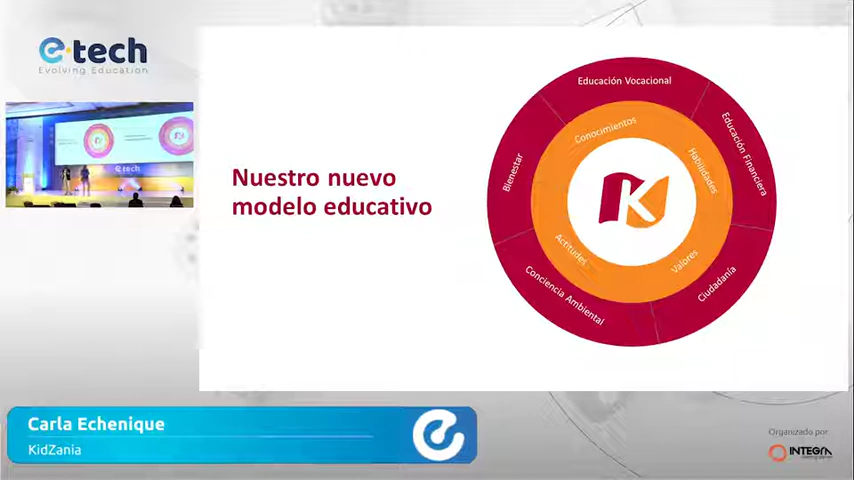 e·tech
Evolving Education
e·tech
Nuestro nuevo
modelo educativo
Educación Vocacional
Educación Financiera
Ciudadanía
Conciencia Ambiental
Bienestar
Conocimientos
Habilidades
Valores
Actitudes
K
Carla Echenique
KidZania
Organizado por:
INTEGRA